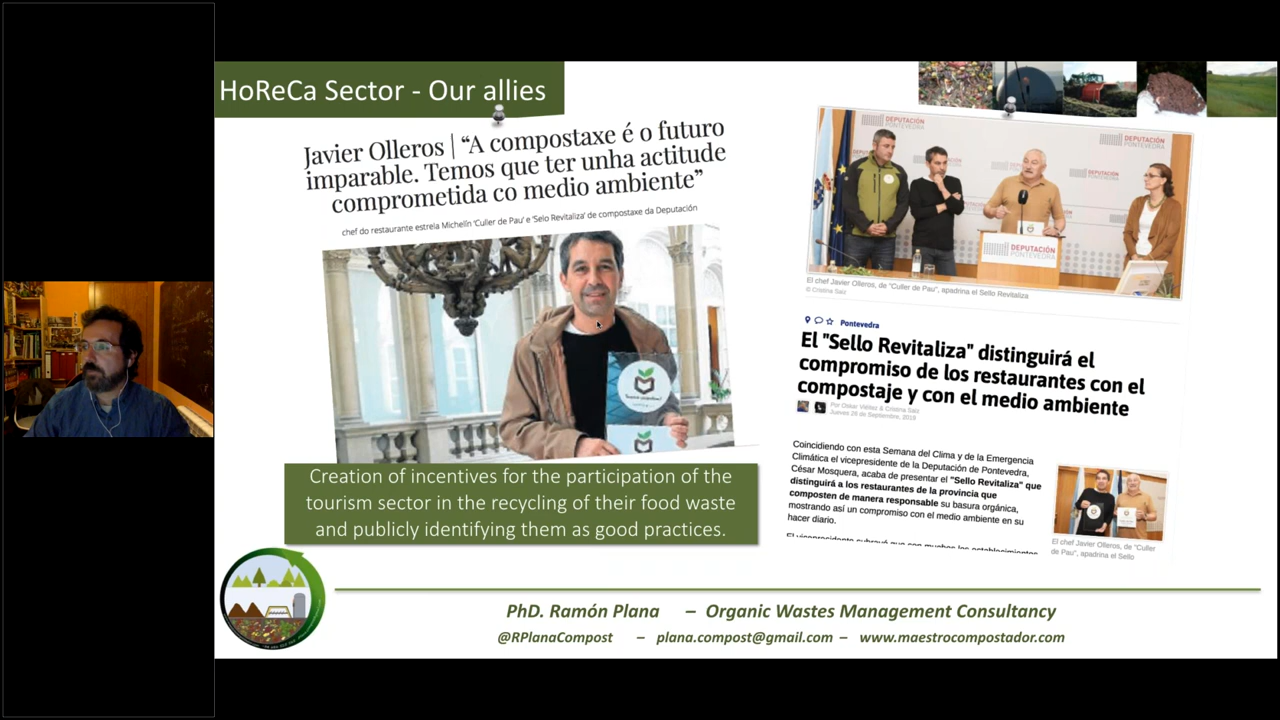 HoReCa Sector - Our allies
Javier Olleros | “A compostaxe é o futuro
imparable. Temos que ter unha actitude
comprometida co medio ambiente”
chef do restaurante estrela Michelín 'Culler de Pau' e 'Selo Revitaliza' de compostaxe da Deputación
Creation of incentives for the participation of the
tourism sector in the recycling of their food waste
and publicly identifying them as good practices.
DEPUTACIÓN
PONTEVEDRA
DEPUTACIÓN
PONTEVEDRA
DEPUTACIÓN
DEPUTACIÓN
PONTEVEDRA
El chef Javier Olleros, de "Culler de Pau", apadrina el Sello Revitaliza
© Cristina Saiz
Pontevedra
El "Sello Revitaliza" distinguirá el
compromiso de los restaurantes con el
compostaje y con el medio ambiente
Coincidiendo con esta Semana del Clima y de la Emergencia
Climática el vicepresidente de la Deputación de Pontevedra,
César Mosquera, acaba de presentar el "Sello Revitaliza" que
distinguirá a los restaurantes de la provincia que
composten de manera responsable su basura orgánica,
mostrando así un compromiso con el medio ambiente en su
hacer diario.
El chef Javier Olleros, de "Culler
de Pau", apadrina el Sello
PhD. Ramón Plana – Organic Wastes Management Consultancy
@RPlanaCompost – plana.compost@gmail.com – www.maestrocompostador.com